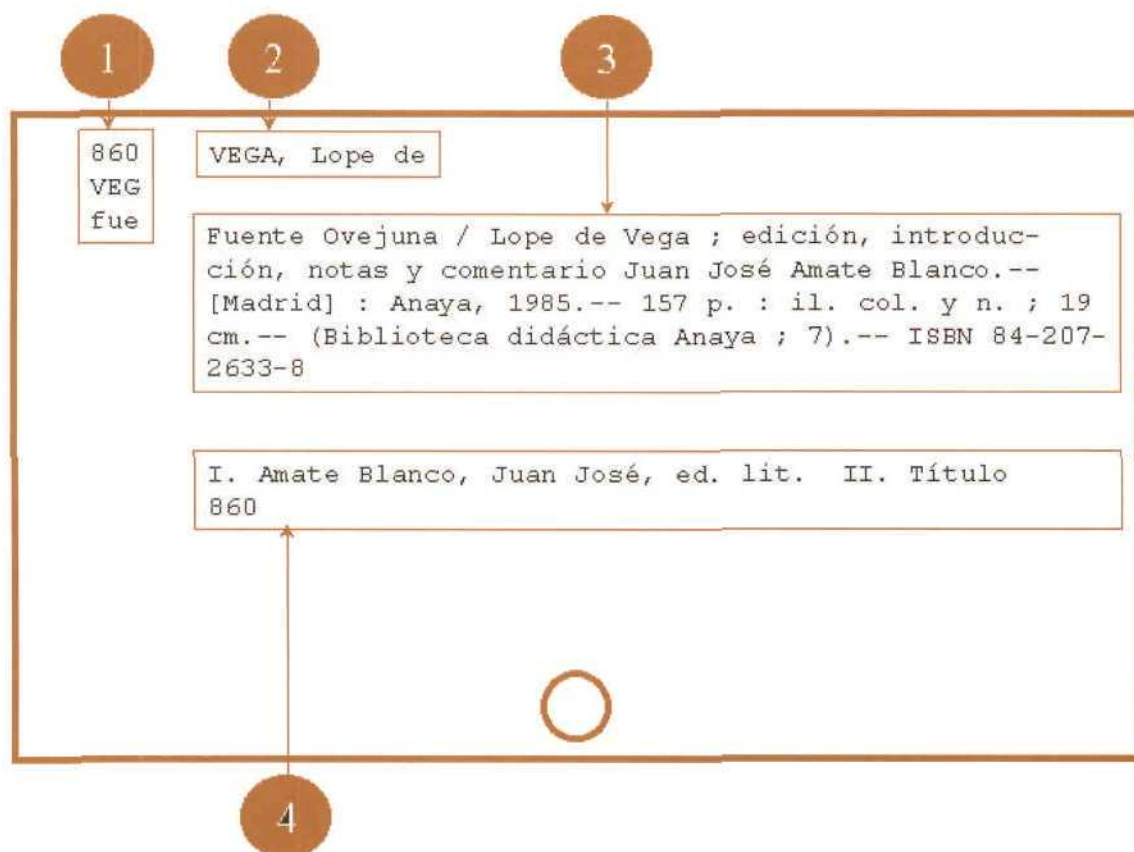 1 2 3
860 VEGA, Lope de
VEG
fue
Fuente Ovejuna / Lope de Vega ; edición, introduc-
ción, notas y comentario Juan José Amate Blanco.--
[Madrid] : Anaya, 1985.-- 157 p. : il. col. y n. ; 19
cm.-- (Biblioteca didáctica Anaya ; 7).-- ISBN 84-207-
2633-8
I. Amate Blanco, Juan José, ed. lit. II. Título
860
4